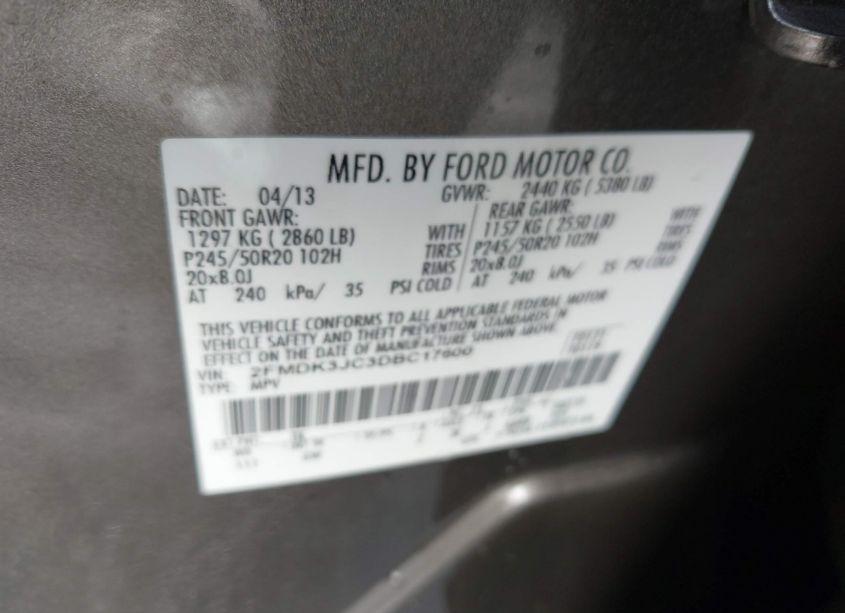 MFD. BY FORD MOTOR CO.
DATE: 04/13 GVWR: 2440 KG ( 5380 LB)
FRONT GAWR: REAR GAWR:
1297 KG ( 2860 LB) WITH 1157 KG ( 2550 LB) WITH
P245/50R20 102H TIRES P245/50R20 102H TIRES
20x8.0J RIMS 20x8.0J RIMS
AT 240 kPa/ 35 PSI COLD AT 240 kPa/ 35 PSI COLD
THIS VEHICLE CONFORMS TO ALL APPLICABLE FEDERAL MOTOR
VEHICLE SAFETY AND THEFT PREVENTION STANDARDS IN
EFFECT ON THE DATE OF MANUFACTURE SHOWN ABOVE.
VIN: 2FMDK3JC3DBC17600
TYPE: MPV